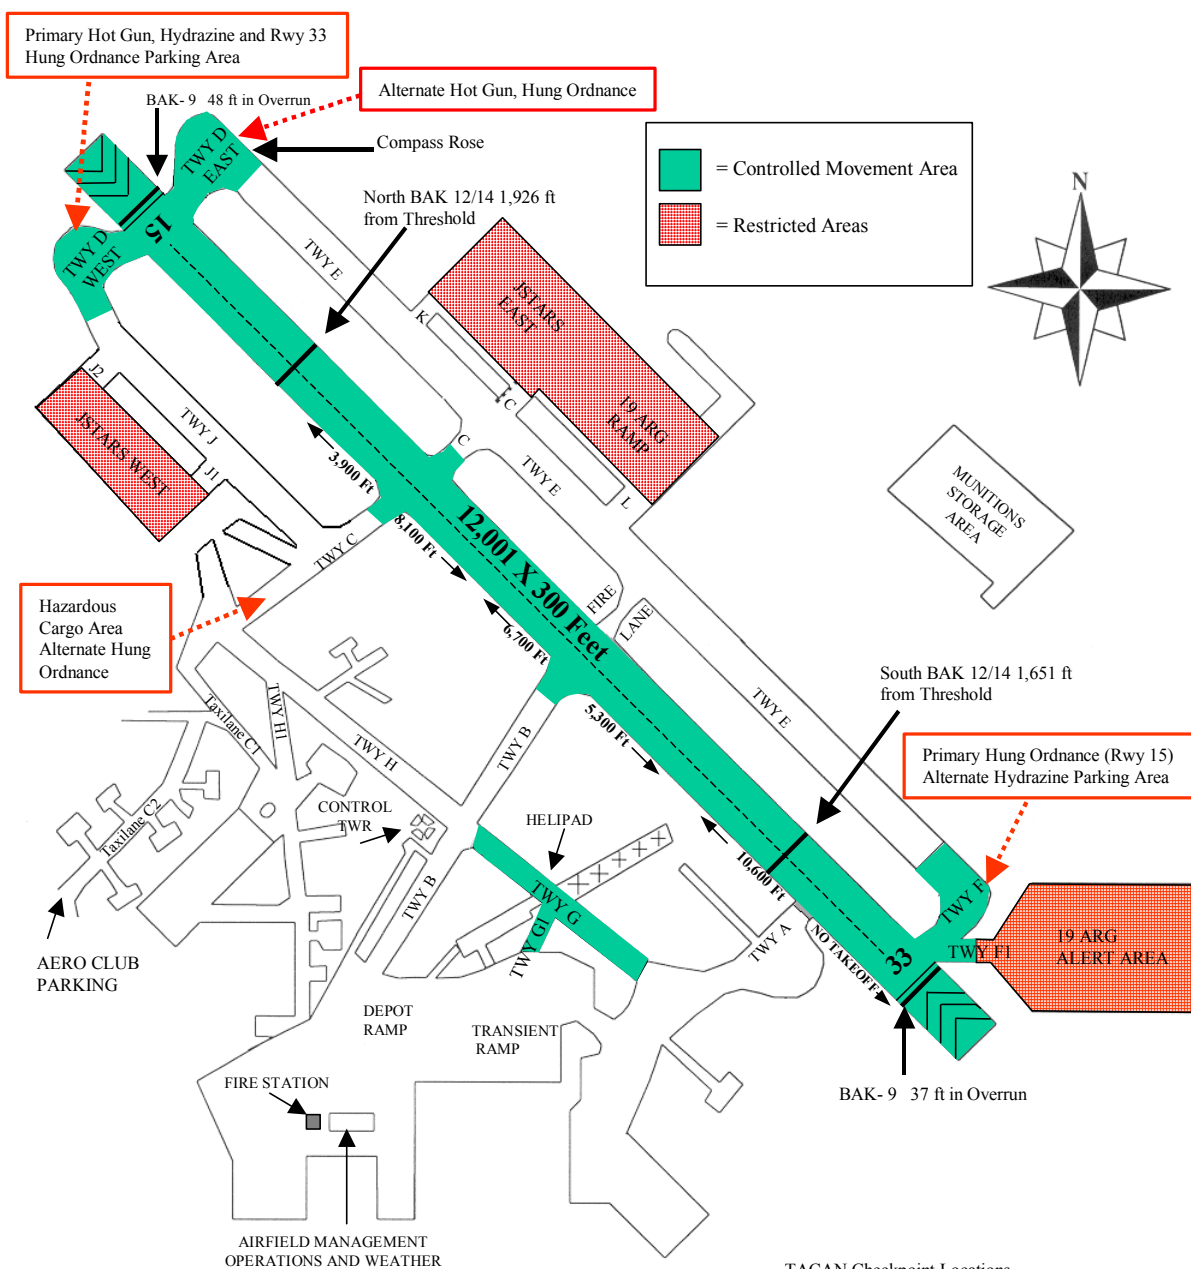 Primary Hot Gun, Hydrazine and Rwy 33
Hung Ordnance Parking Area
BAK- 9   48 ft in Overrun
Alternate Hot Gun, Hung Ordnance
Compass Rose
TWY D
EAST
= Controlled Movement Area
= Restricted Areas
N
North BAK 12/14 1,926 ft
from Threshold
15
TWY D
WEST
TWY E
JSTARS
EAST
K
C
19 ARG
RAMP
L
J2
TWY J
J1
JSTARS WEST
3,900 Ft
C
TWY E
MUNITIONS
STORAGE
AREA
8,100 Ft
TWY C
12,001 X 300 Feet
FIRE
LANE
6,700 Ft
Hazardous
Cargo Area
Alternate Hung
Ordnance
South BAK 12/14 1,651 ft
from Threshold
TWY E
5,300 Ft
Taxilane C1
TWY H1
TWY H
TWY B
Primary Hung Ordnance (Rwy 15)
Alternate Hydrazine Parking Area
Taxilane C2
CONTROL
TWR
HELIPAD
10,600 Ft
TWY B
TWY G
TWY G1
TWY A
NO TAKEOFF
33
TWY F
TWY F1
19 ARG
ALERT AREA
AERO CLUB
PARKING
DEPOT
RAMP
TRANSIENT
RAMP
FIRE STATION
BAK- 9   37 ft in Overrun
AIRFIELD MANAGEMENT
OPERATIONS AND WEATHER
TACAN Checkpoint Locations